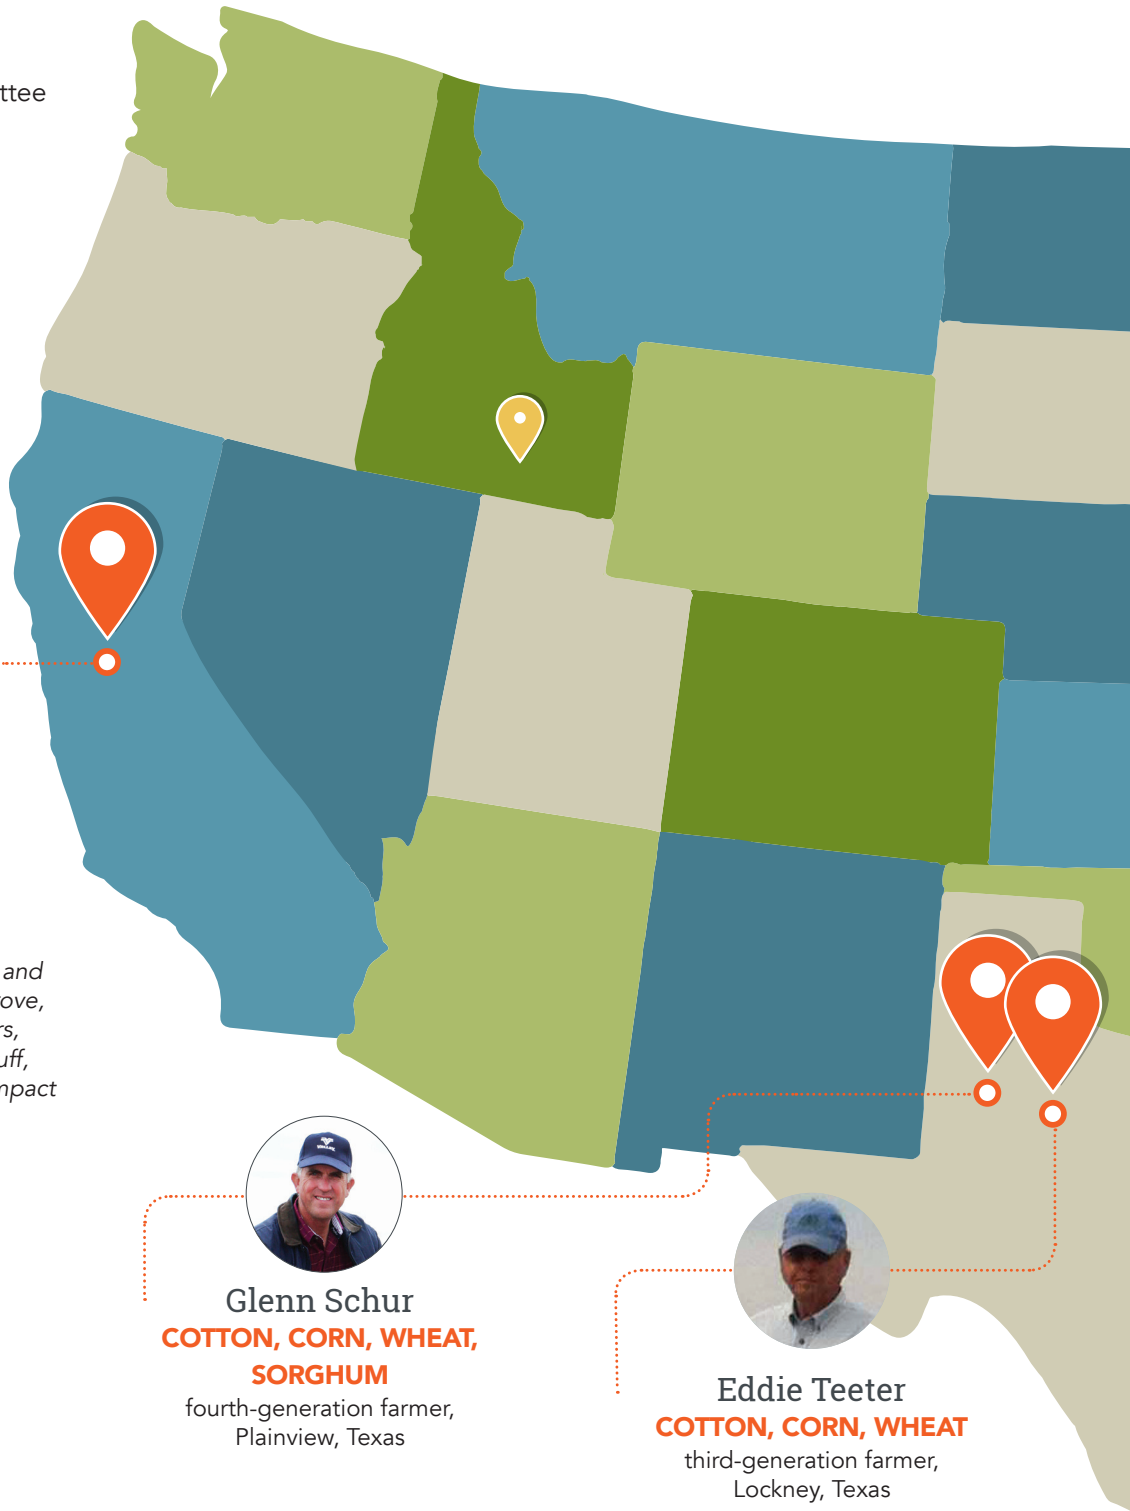 ttee
and
ove,
rs,
uff,
mpact
Glenn Schur
COTTON, CORN, WHEAT,
SORGHUM
fourth-generation farmer,
Plainview, Texas
Eddie Teeter
COTTON, CORN, WHEAT
third-generation farmer,
Lockney, Texas